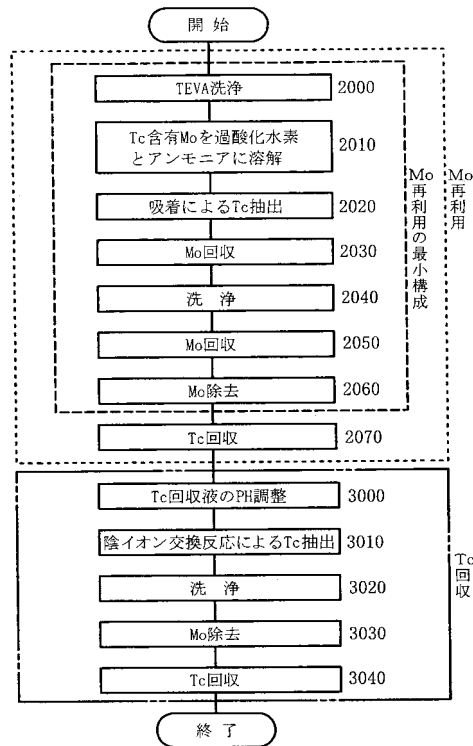 開 始
TEVA洗浄 2000
Tc含有Moを過酸化水素
とアンモニアに溶解 2010
吸着によるTc抽出 2020
Mo回収 2030
洗 浄 2040
Mo回収 2050
Mo除去 2060
Mo再利用の最小構成
Tc回収 2070
Mo再利用
Tc回収液のPH調整 3000
陰イオン交換反応によるTc抽出 3010
洗 浄 3020
Mo除去 3030
Tc回収 3040
Tc回収
終 了